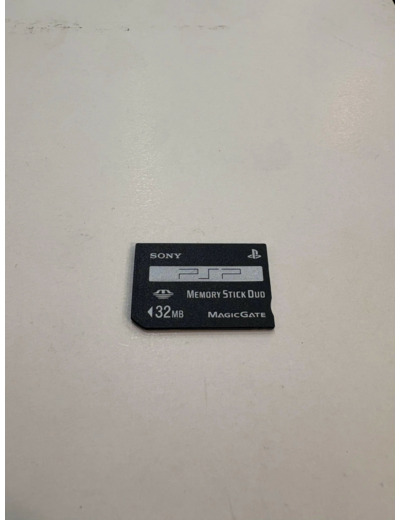 SONY
PSP
MEMORY STICK DUO
32MB
MAGICGATE